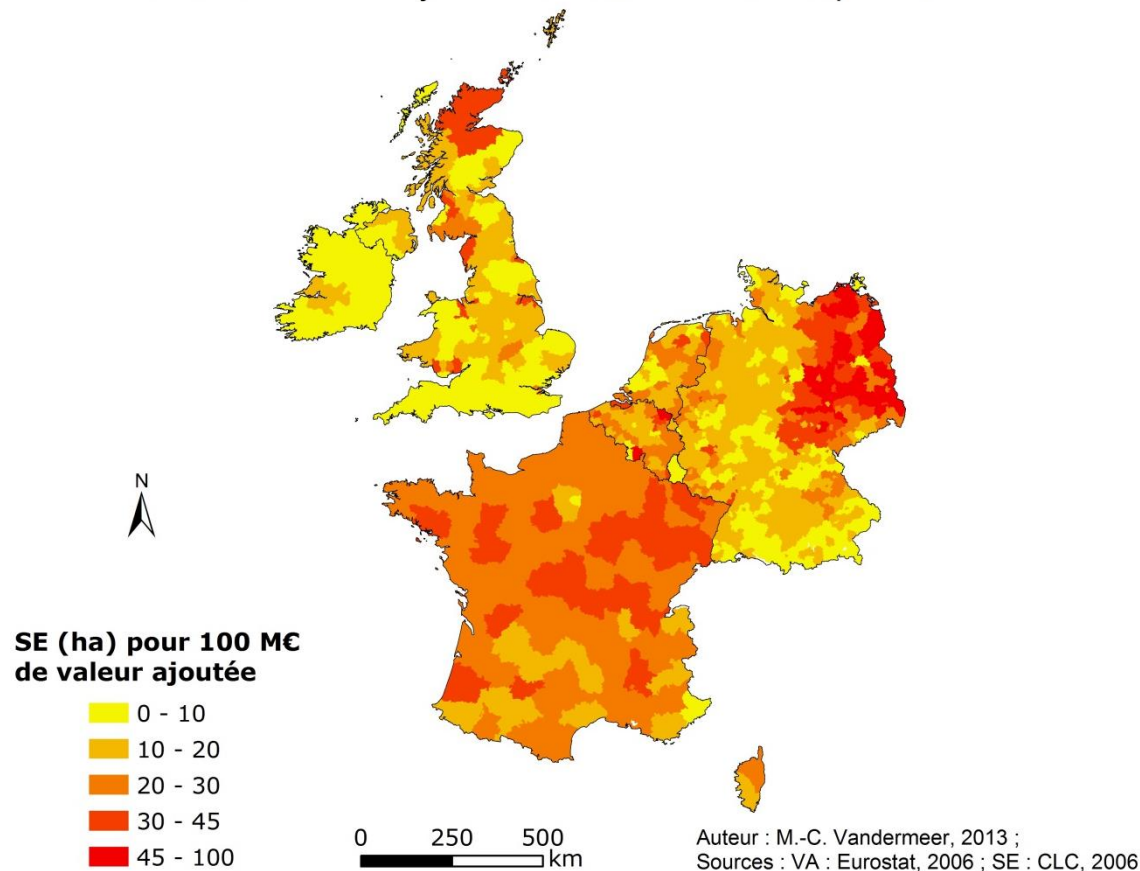 N
SE (ha) pour 100 M€
de valeur ajoutée
0 - 10
10 - 20
20 - 30
30 - 45
45 - 100
0 250 500
km
Auteur : M.-C. Vandermeer, 2013 ;
Sources : VA : Eurostat, 2006 ; SE : CLC, 2006